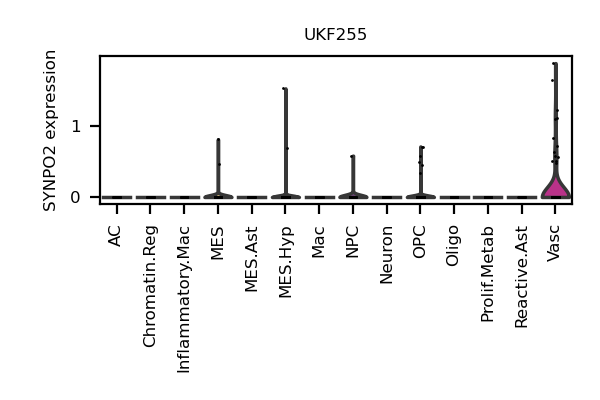 UKF255
SYNPO2 expression
1
0
AC
Chromatin.Reg
Inflammatory.Mac
MES
MES.Ast
MES.Hyp
Mac
NPC
Neuron
OPC
Oligo
Prolif.Metab
Reactive.Ast
Vasc